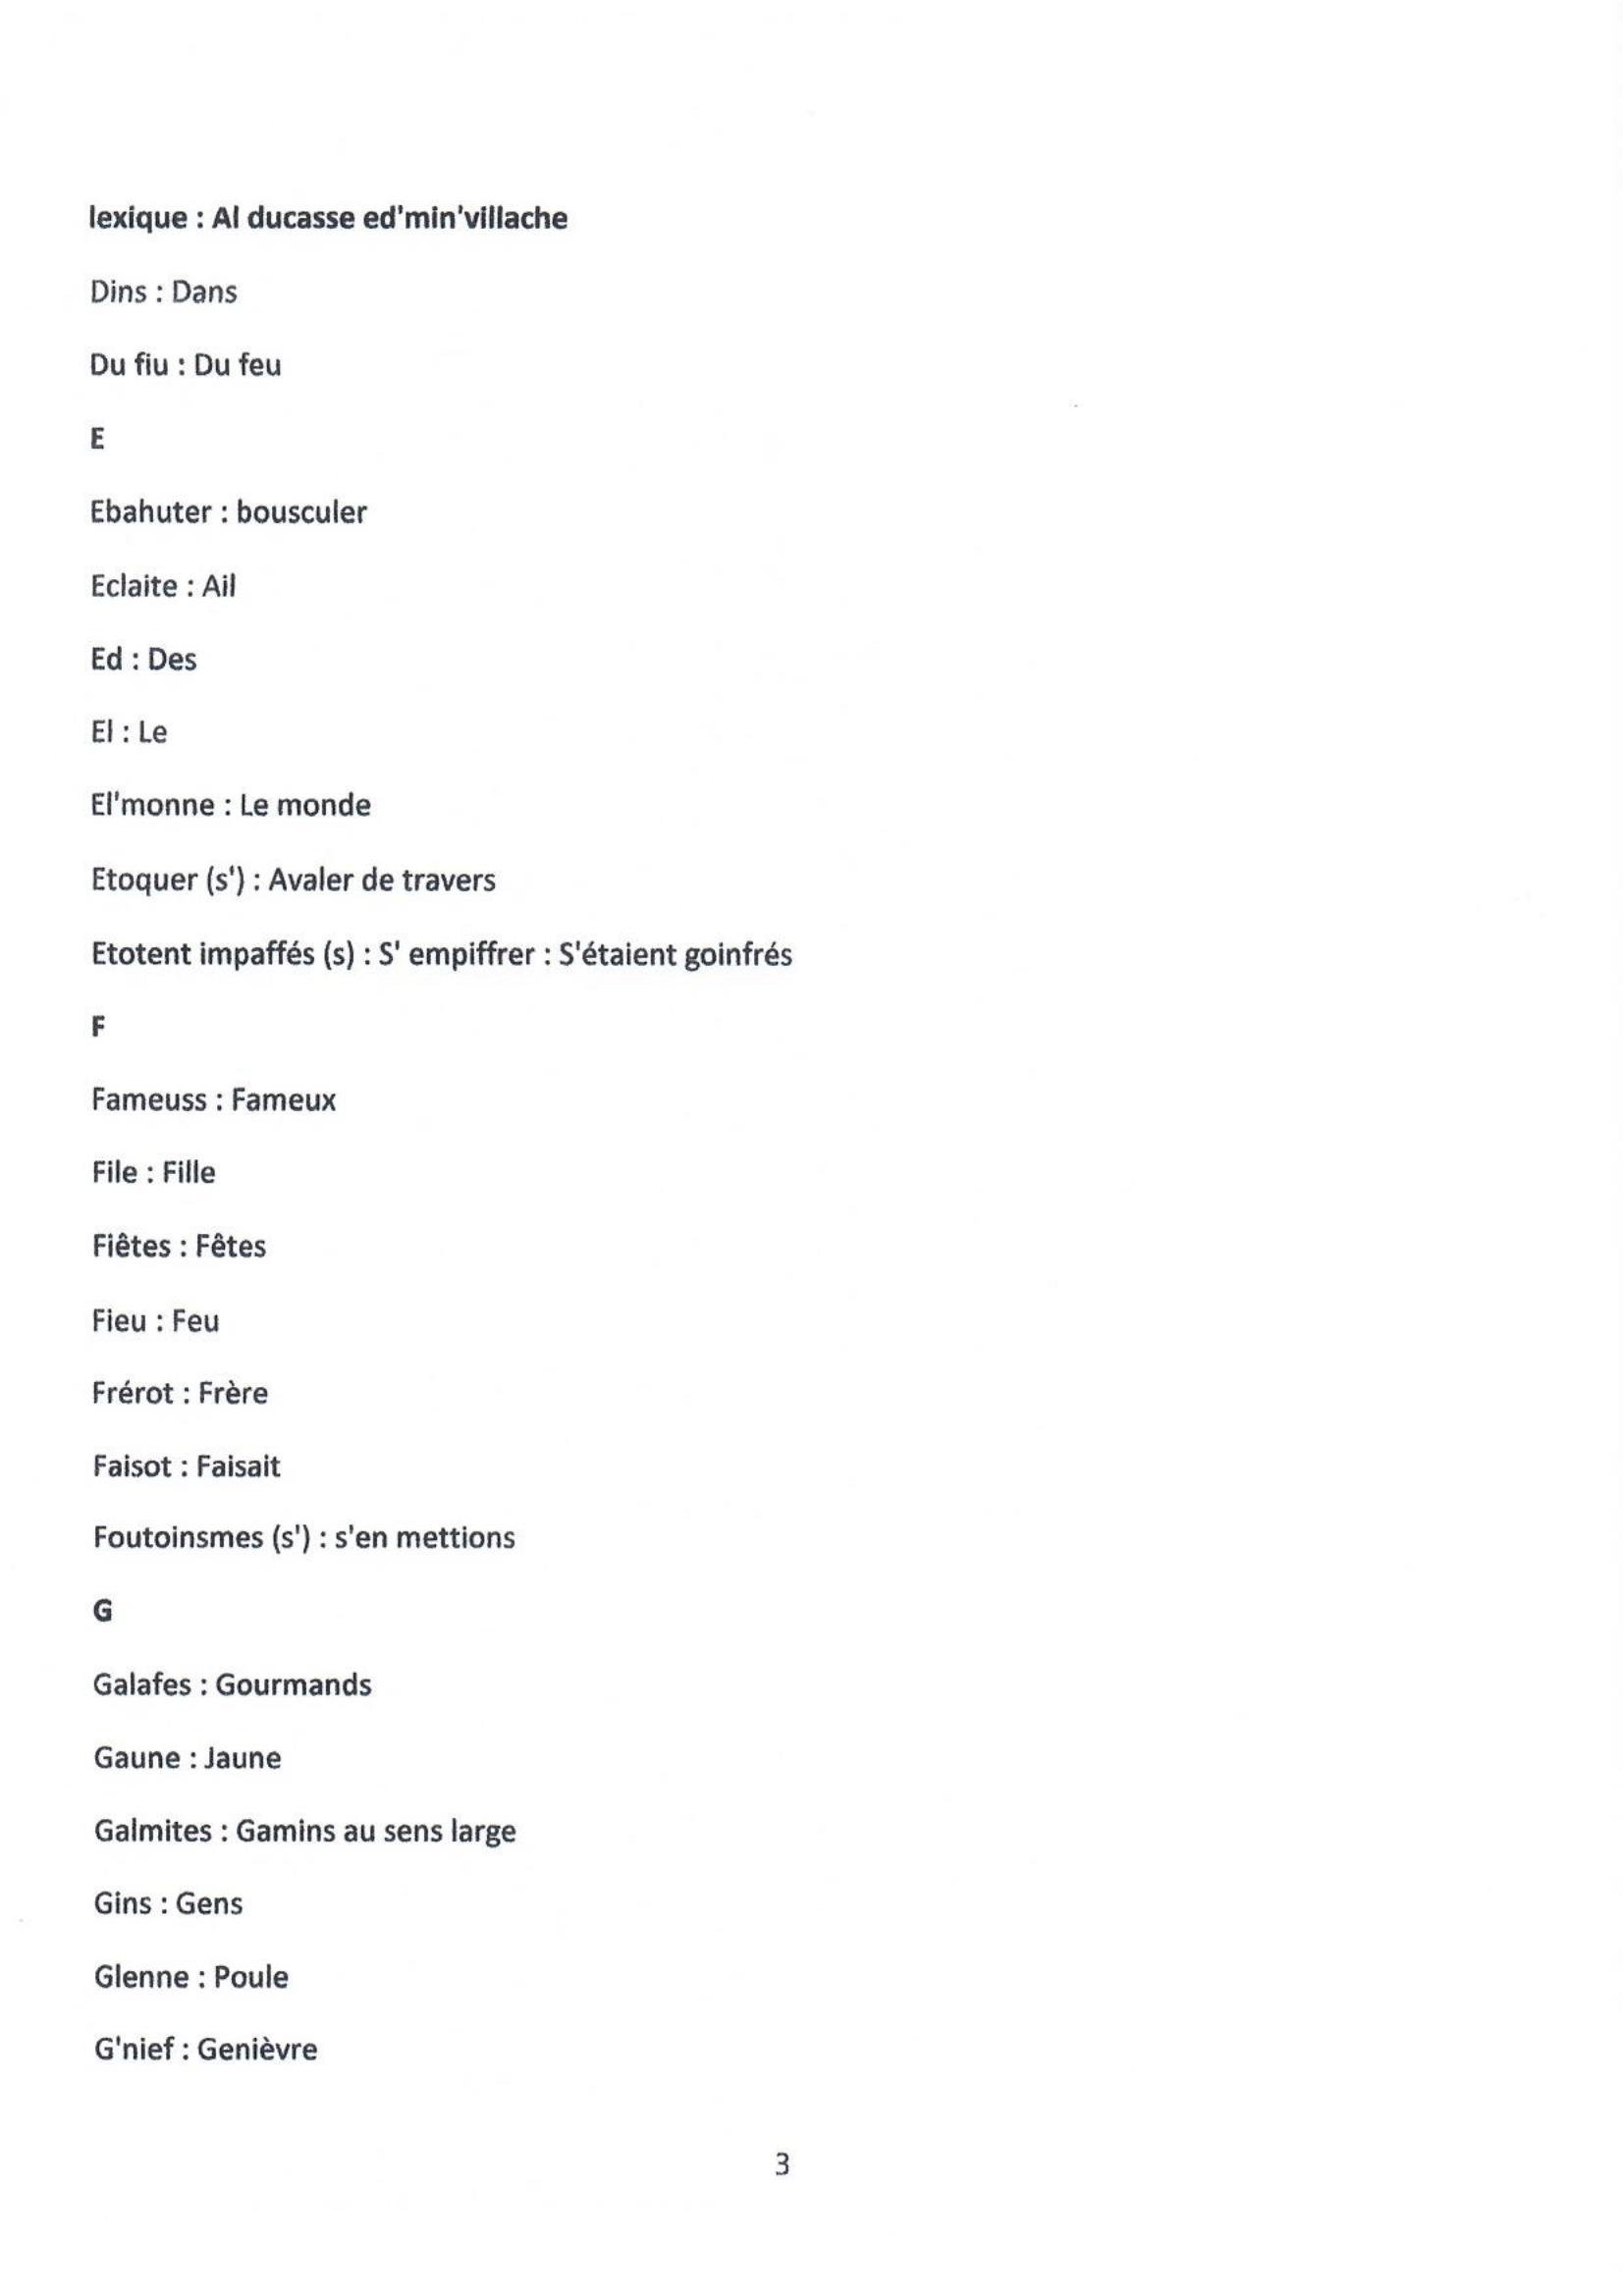 lexique : Al ducasse ed'min'villache
Dins : Dans
Du fiu : Du feu
E
Ebahuter : bousculer
Eclaite : Ail
Ed : Des
El : Le
El'monne : Le monde
Etoquer (s') : Avaler de travers
Etotent impaffés (s) : S' empiffrer : S'étaient goinfrés
F
Fameuss : Fameux
File : Fille
Fiêtes : Fêtes
Fieu : Feu
Frérot : Frère
Faisot : Faisait
Foutoinsmes (s') : s'en mettions
G
Galafes : Gourmands
Gaune : Jaune
Galmites : Gamins au sens large
Gins : Gens
Glenne : Poule
G'nief : Genièvre
3